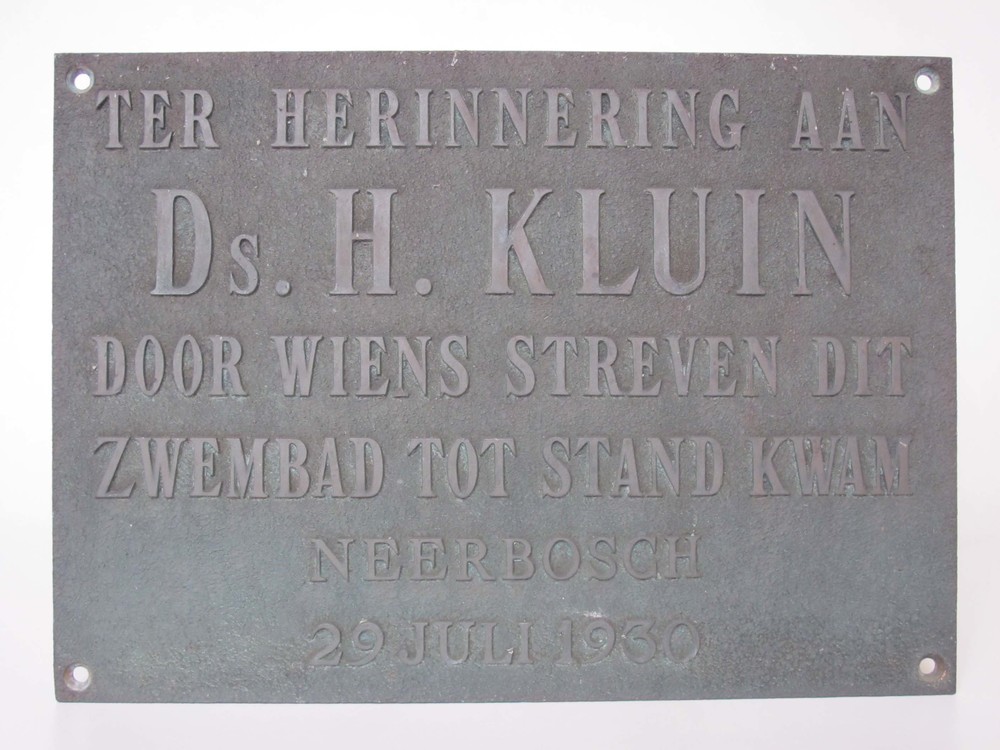 TER HERINNERING AAN
Ds. H. KLUIN
DOOR WIENS STREVEN DIT
ZWEMBAD TOT STAND KWAM
NEERBOSCH
29 JULI 1930